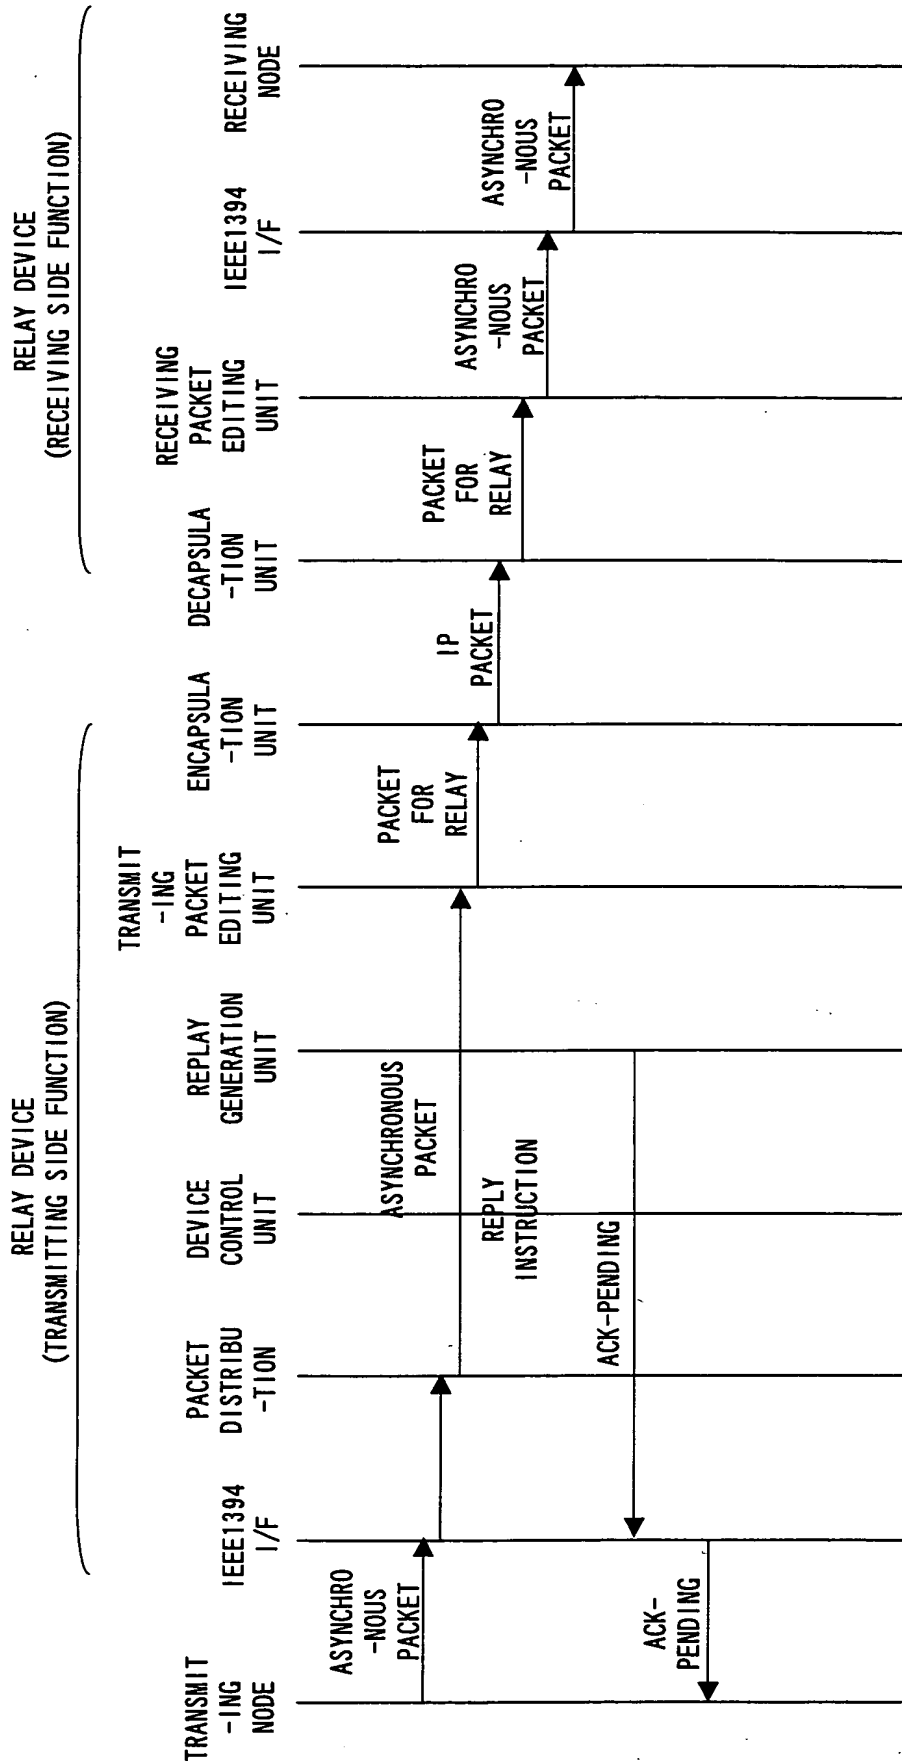 RELAY DEVICE
(TRANSMITTING SIDE FUNCTION)
RELAY DEVICE
(RECEIVING SIDE FUNCTION)
TRANSMIT
-ING
NODE
IEEE1394
I/F
PACKET
DISTRIBU
-TION
DEVICE
CONTROL
UNIT
REPLAY
GENERATION
UNIT
TRANSMIT
-ING
PACKET
EDITING
UNIT
ENCAPSULA
-TION
UNIT
DECAPSULA
-TION
UNIT
RECEIVING
PACKET
EDITING
UNIT
IEEE1394
I/F
RECEIVING
NODE
ASYNCHRO
-NOUS
PACKET
ASYNCHRONOUS
PACKET
PACKET
FOR
RELAY
IP
PACKET
PACKET
FOR
RELAY
ASYNCHRO
-NOUS
PACKET
ASYNCHRO
-NOUS
PACKET
REPLY
INSTRUCTION
ACK-PENDING
ACK-
PENDING